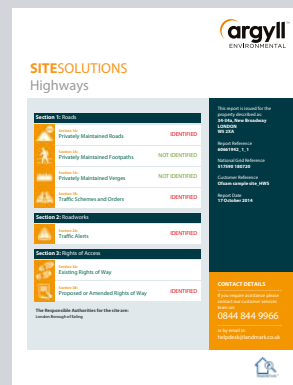 argyll
ENVIRONMENTAL
SITESOLUTIONS
Highways
Section 1: Roads
Section 1a:
Privately Maintained Roads
IDENTIFIED
Section 1b:
Privately Maintained Footpaths
NOT IDENTIFIED
Section 1c:
Privately Maintained Verges
NOT IDENTIFIED
Section 1d:
Traffic Schemes and Orders
IDENTIFIED
Section 2: Roadworks
Section 2a:
Traffic Alerts
IDENTIFIED
Section 3: Rights of Access
Section 3a:
Existing Rights of Way
Section 3b:
Proposed or Amended Rights of Way
IDENTIFIED
The Responsible Authorities for the site are:
London Borough of Ealing
This report is issued for the
property described as:
34-34a, New Broadway
LONDON
W5 2XA
Report Reference
60661942_1_1
National Grid Reference
517590 180720
Customer Reference
Ofoam sample site_HWS
Report Date
17 October 2014
CONTACT DETAILS
If you require assistance please
contact our customer services
team on:
0844 844 9966
or by email at:
helpdesk@landmark.co.uk